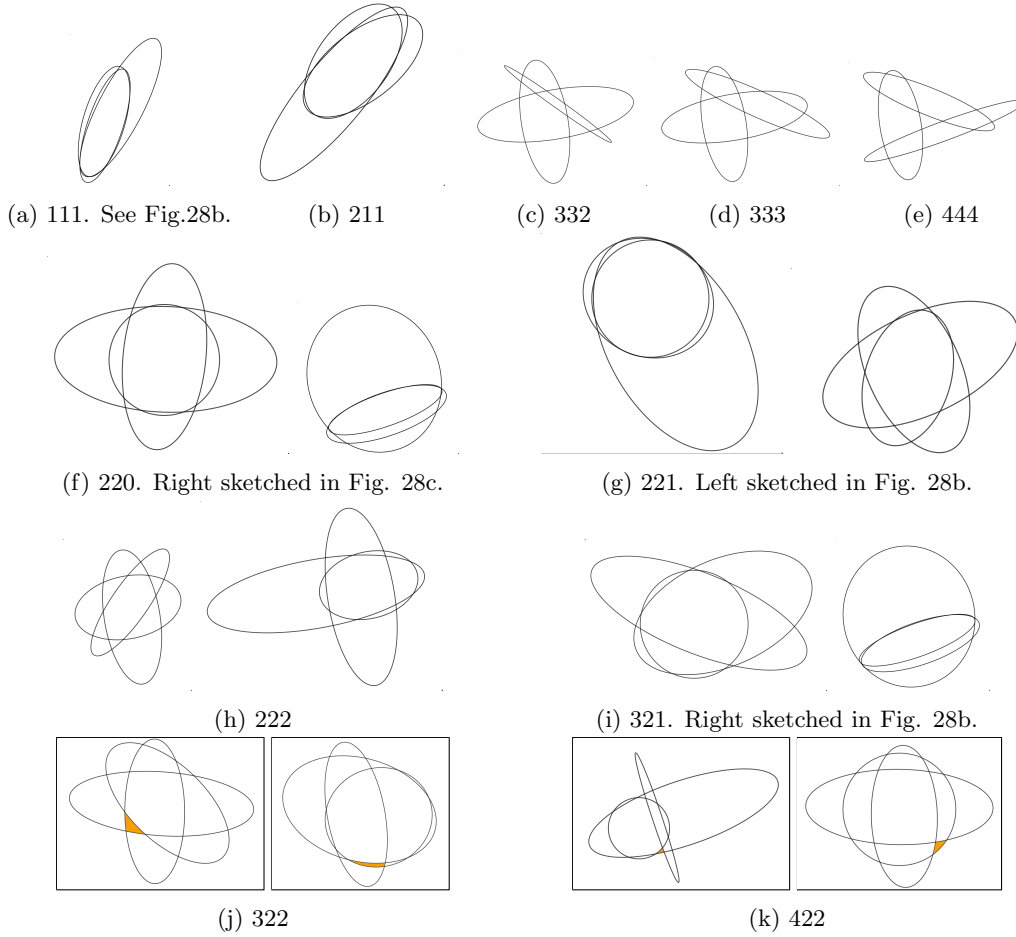 (a) 111. See Fig.28b. (b) 211 (c) 332 (d) 333 (e) 444
(f) 220. Right sketched in Fig. 28c. (g) 221. Left sketched in Fig. 28b.
(h) 222 (i) 321. Right sketched in Fig. 28b.
(j) 322 (k) 422